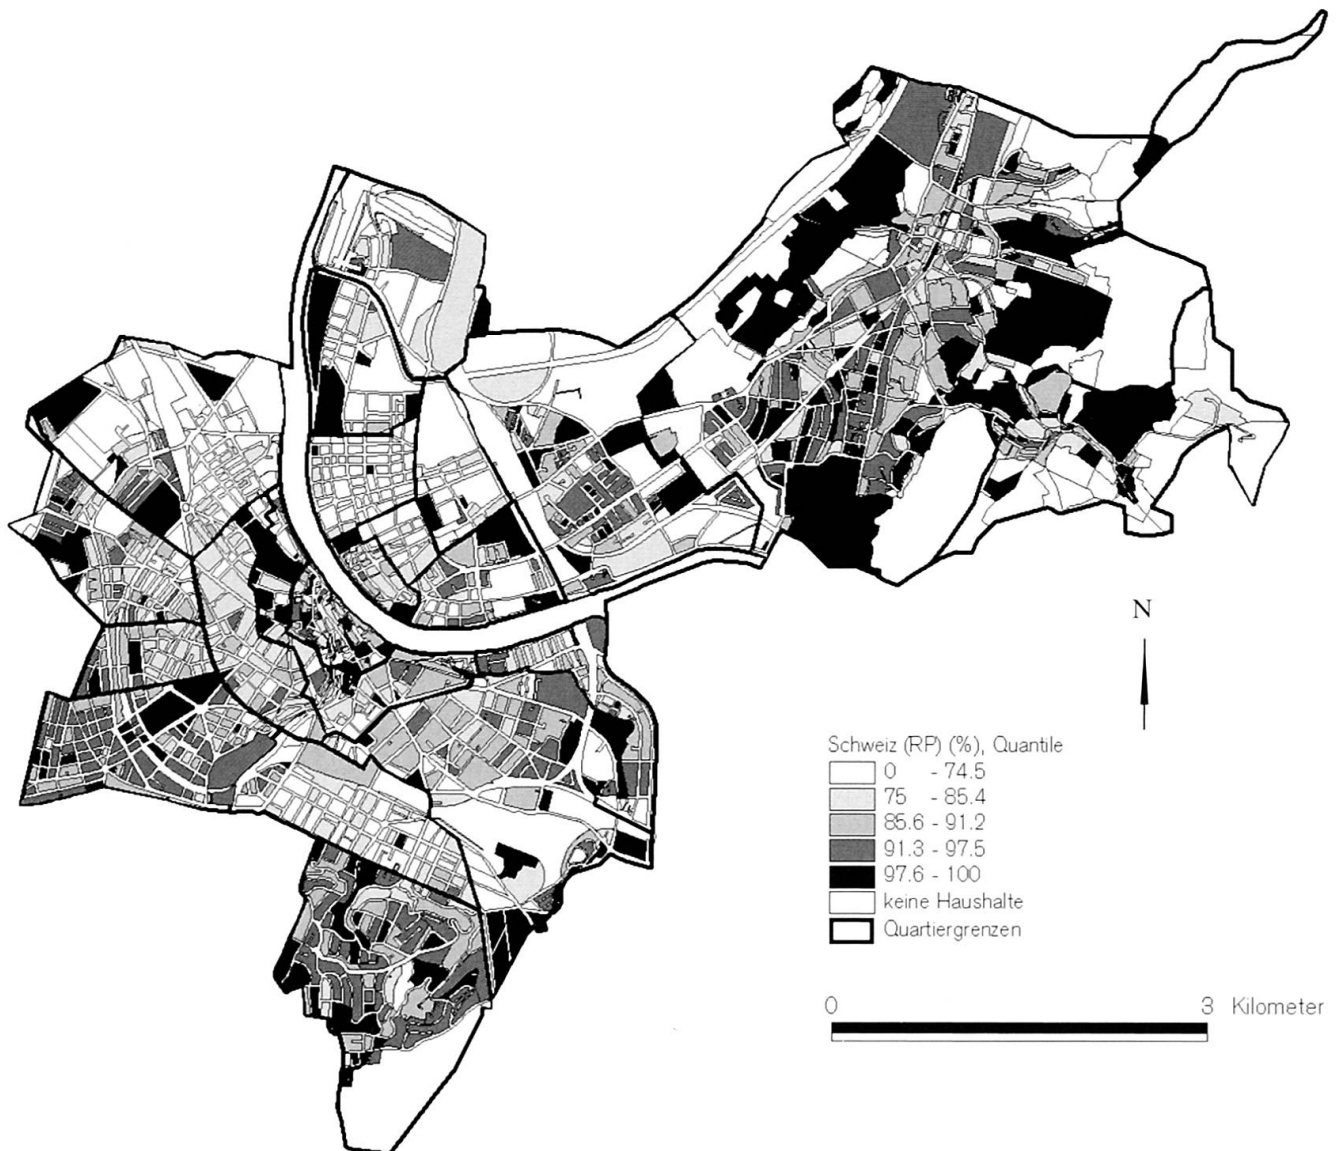 N
Schweiz (RP) (%), Quantile
0 - 74.5
75 - 85.4
85.6 - 91.2
91.3 - 97.5
97.6 - 100
keine Haushalte
Quartiergrenzen
0 3 Kilometer